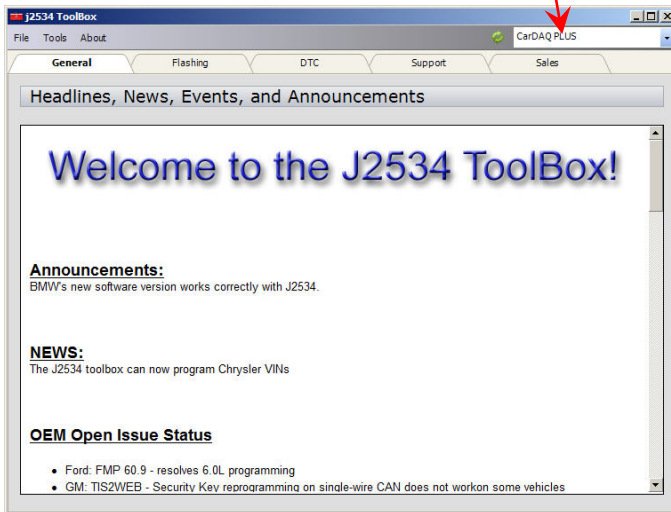 j2534 ToolBox
File Tools About
CarDAQ PLUS
General Flashing DTC Support Sales
Headlines, News, Events, and Announcements
Welcome to the J2534 ToolBox!
Announcements:
BMW's new software version works correctly with J2534.
NEWS:
The J2534 toolbox can now program Chrysler VINs
OEM Open Issue Status
• Ford: FMP 60.9 - resolves 6.0L programming
• GM: TIS2WEB - Security Key reprogramming on single-wire CAN does not workon some vehicles